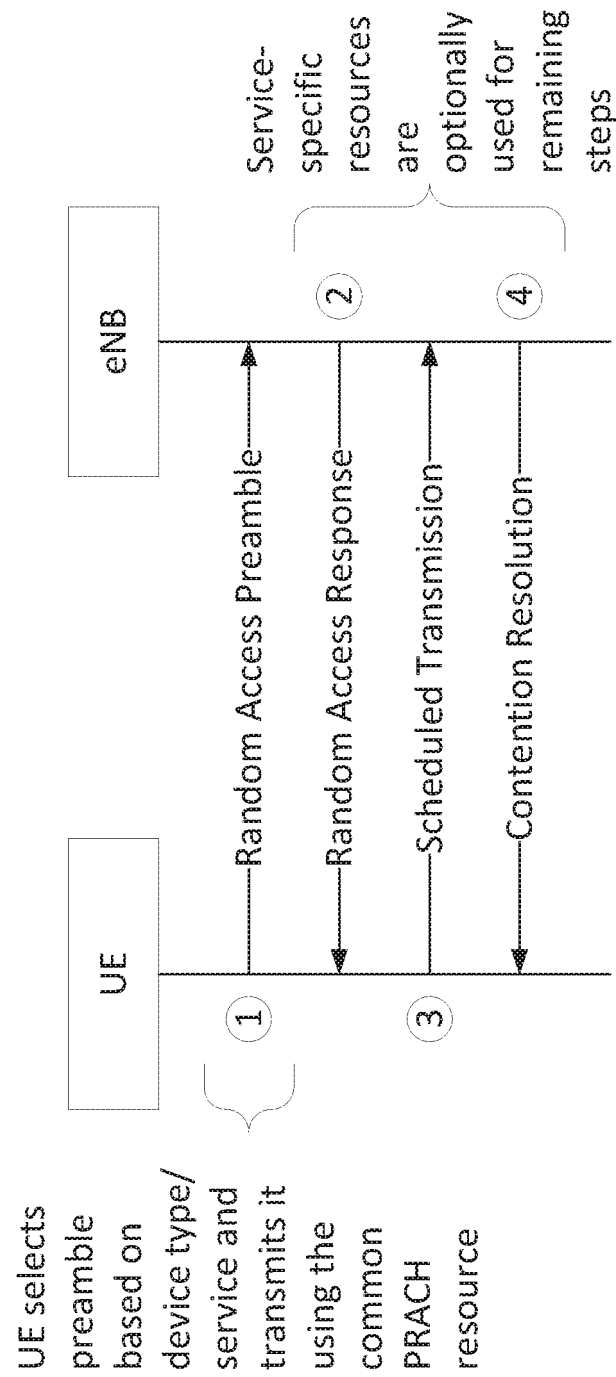 UE selects
preamble
based on
device type/
service and
transmits it
using the
common
PRACH
resource
UE
eNB
1
Random Access Preamble
2
Random Access Response
3
Scheduled Transmission
4
Contention Resolution
Service-
specific
resources
are
optionally
used for
remaining
steps